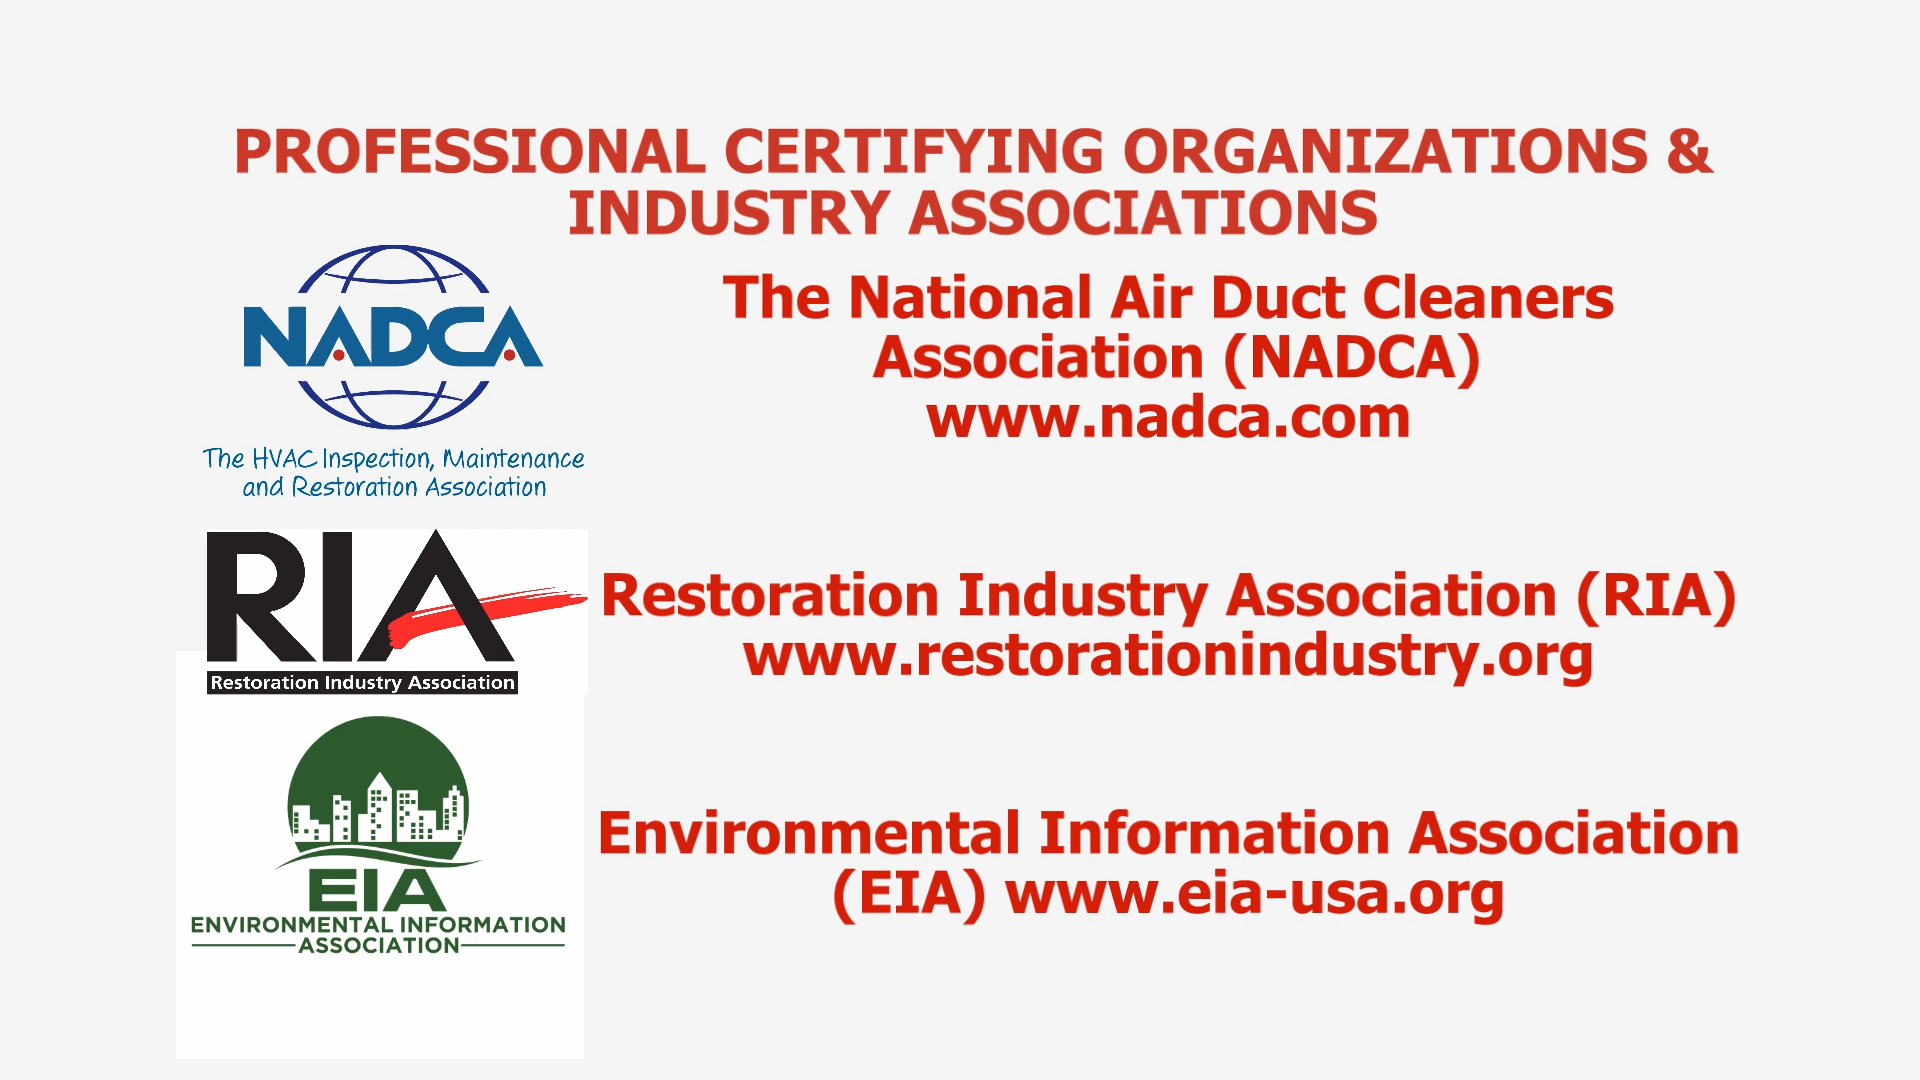 PROFESSIONAL CERTIFYING ORGANIZATIONS &
INDUSTRY ASSOCIATIONS
NADCA
The HVAC Inspection, Maintenance
and Restoration Association
The National Air Duct Cleaners
Association (NADCA)
www.nadca.com
RIA
Restoration Industry Association
Restoration Industry Association (RIA)
www.restorationindustry.org
EIA
ENVIRONMENTAL INFORMATION
ASSOCIATION
Environmental Information Association
(EIA) www.eia-usa.org